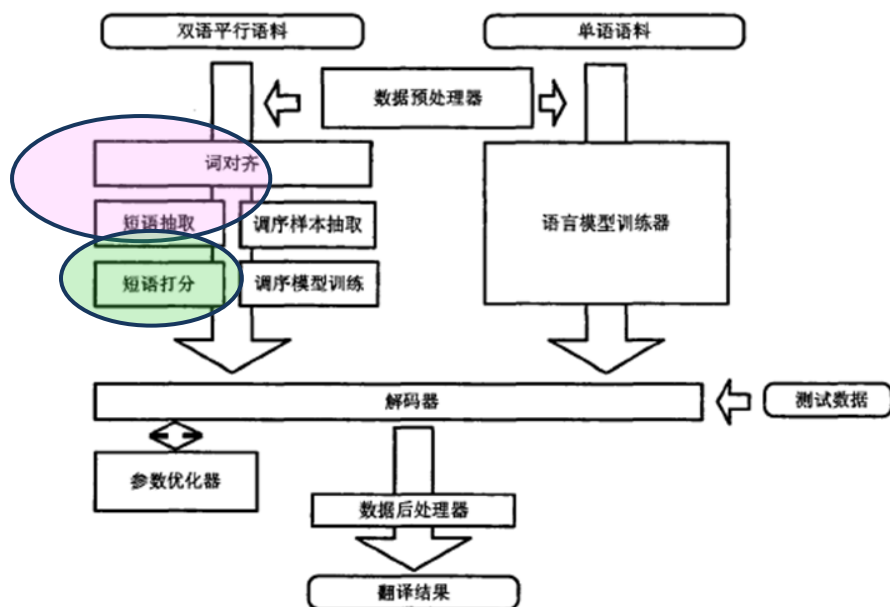 双语平行语料
单语语料
数据预处理器
词对齐
语言模型训练器
短语抽取
调序样本抽取
短语打分
调序模型训练
解码器
测试数据
参数优化器
数据后处理器
翻译结果